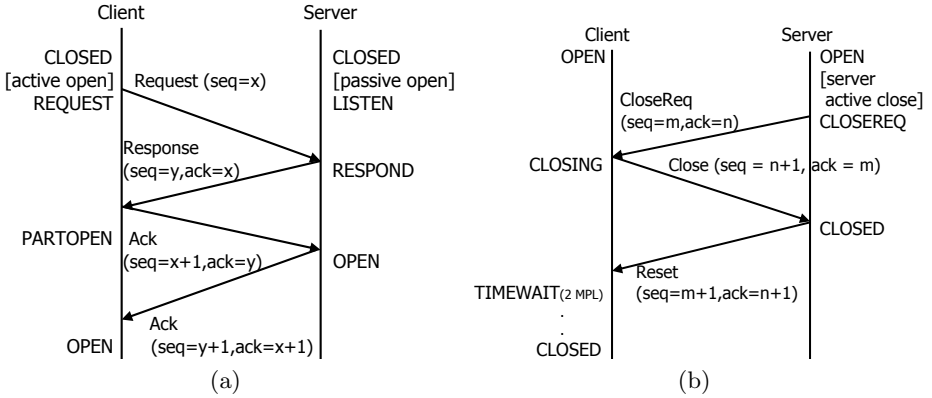 Client Server
CLOSED CLOSED
[active open] [passive open]
REQUEST LISTEN
Request (seq=x)
Response
(seq=y,ack=x)
RESPOND
PARTOPEN
Ack
(seq=x+1,ack=y)
OPEN
Ack
(seq=y+1,ack=x+1)
OPEN
(a)
Client Server
OPEN OPEN
[server
active close]
CLOSEREQ
CloseReq
(seq=m,ack=n)
CLOSING
Close (seq = n+1, ack = m)
CLOSED
Reset
(seq=m+1,ack=n+1)
TIMEWAIT(2 MPL)
.
.
CLOSED
(b)